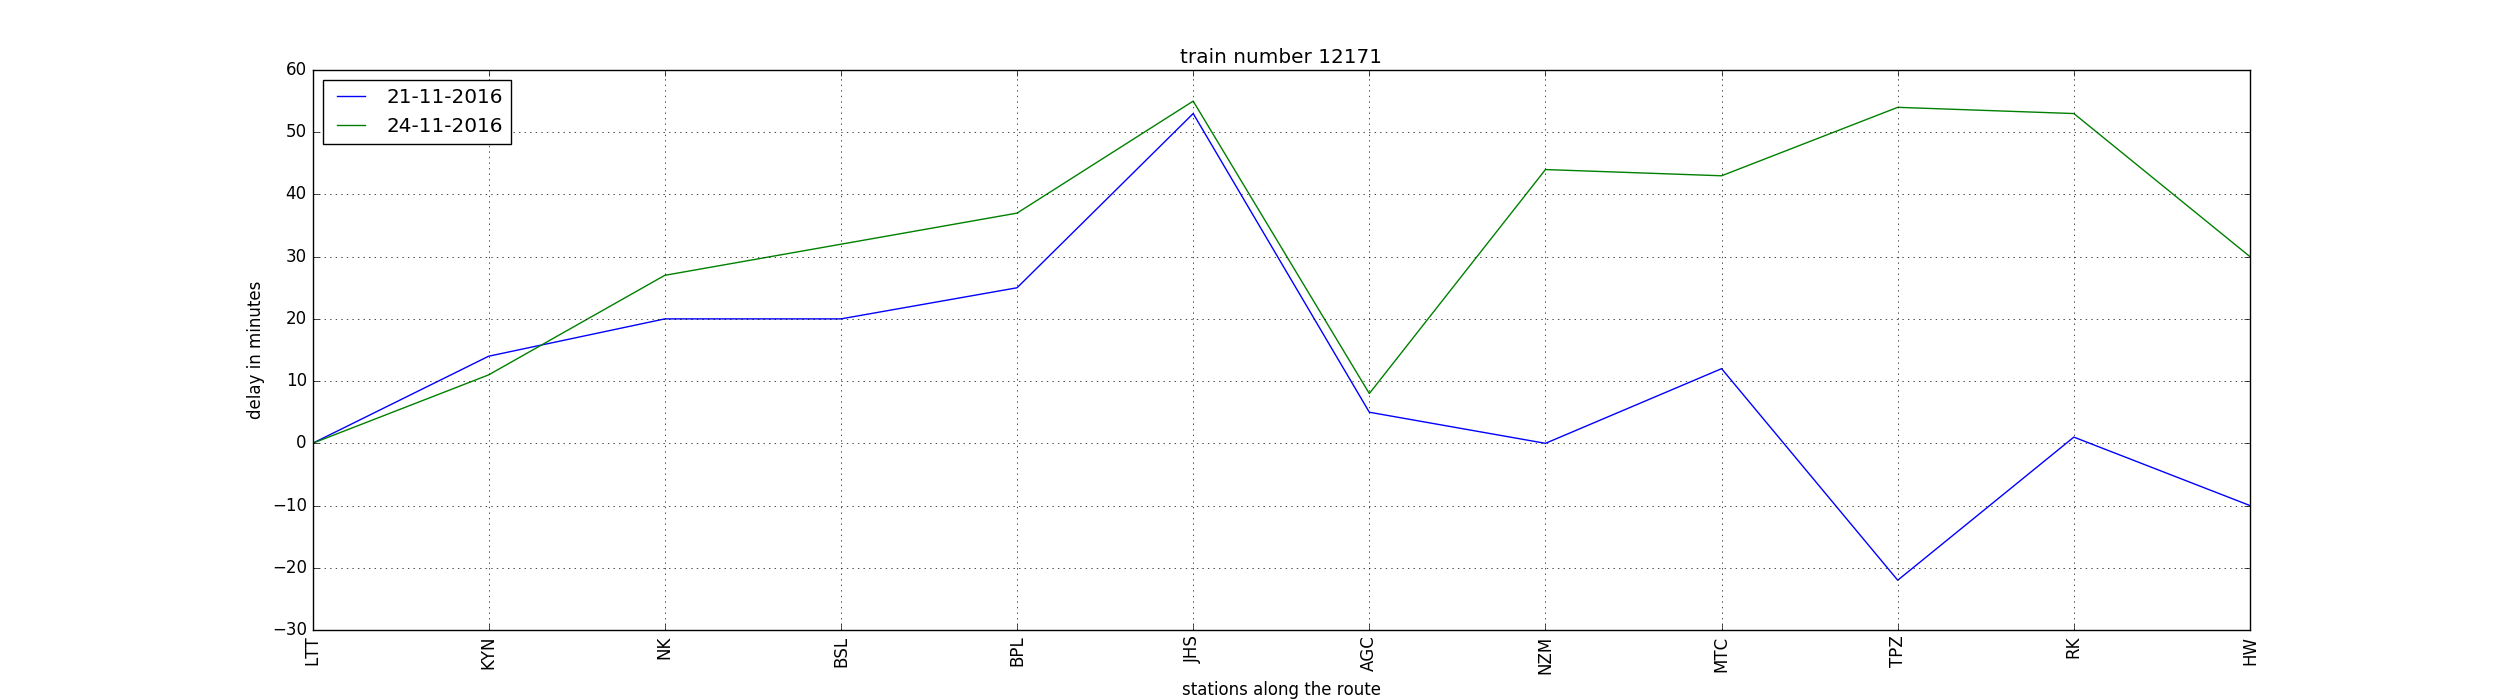 train number 12171
21-11-2016
24-11-2016
60
50
40
30
20
10
0
−10
−20
−30
delay in minutes
LTT
KYN
NK
BSL
BPL
JHS
AGC
NZM
MTC
TPZ
RK
HW
stations along the route